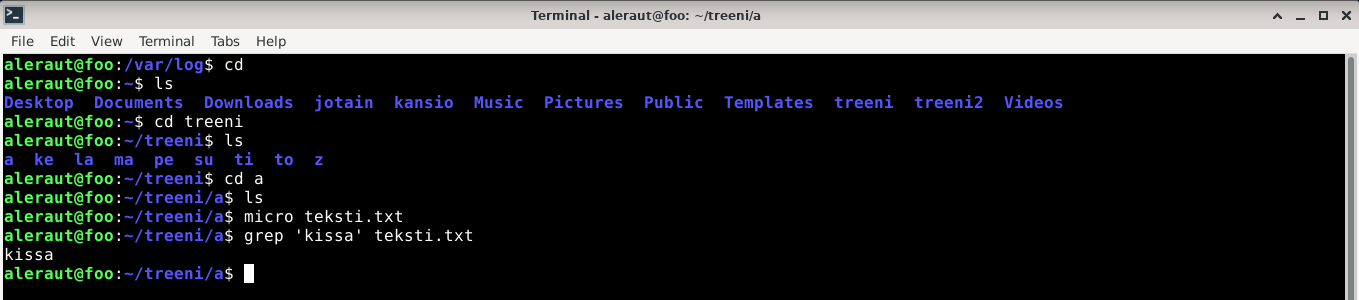 Terminal - aleraut@foo: ~/treeni/a
File Edit View Terminal Tabs Help
aleraut@foo:/var/log$ cd
aleraut@foo:~$ ls
Desktop Documents Downloads jotain kansio Music Pictures Public Templates treeni treeni2 Videos
aleraut@foo:~$ cd treeni
aleraut@foo:~/treeni$ ls
a ke la ma pe su ti to z
aleraut@foo:~/treeni$ cd a
aleraut@foo:~/treeni/a$ ls
aleraut@foo:~/treeni/a$ micro teksti.txt
aleraut@foo:~/treeni/a$ grep 'kissa' teksti.txt
kissa
aleraut@foo:~/treeni/a$